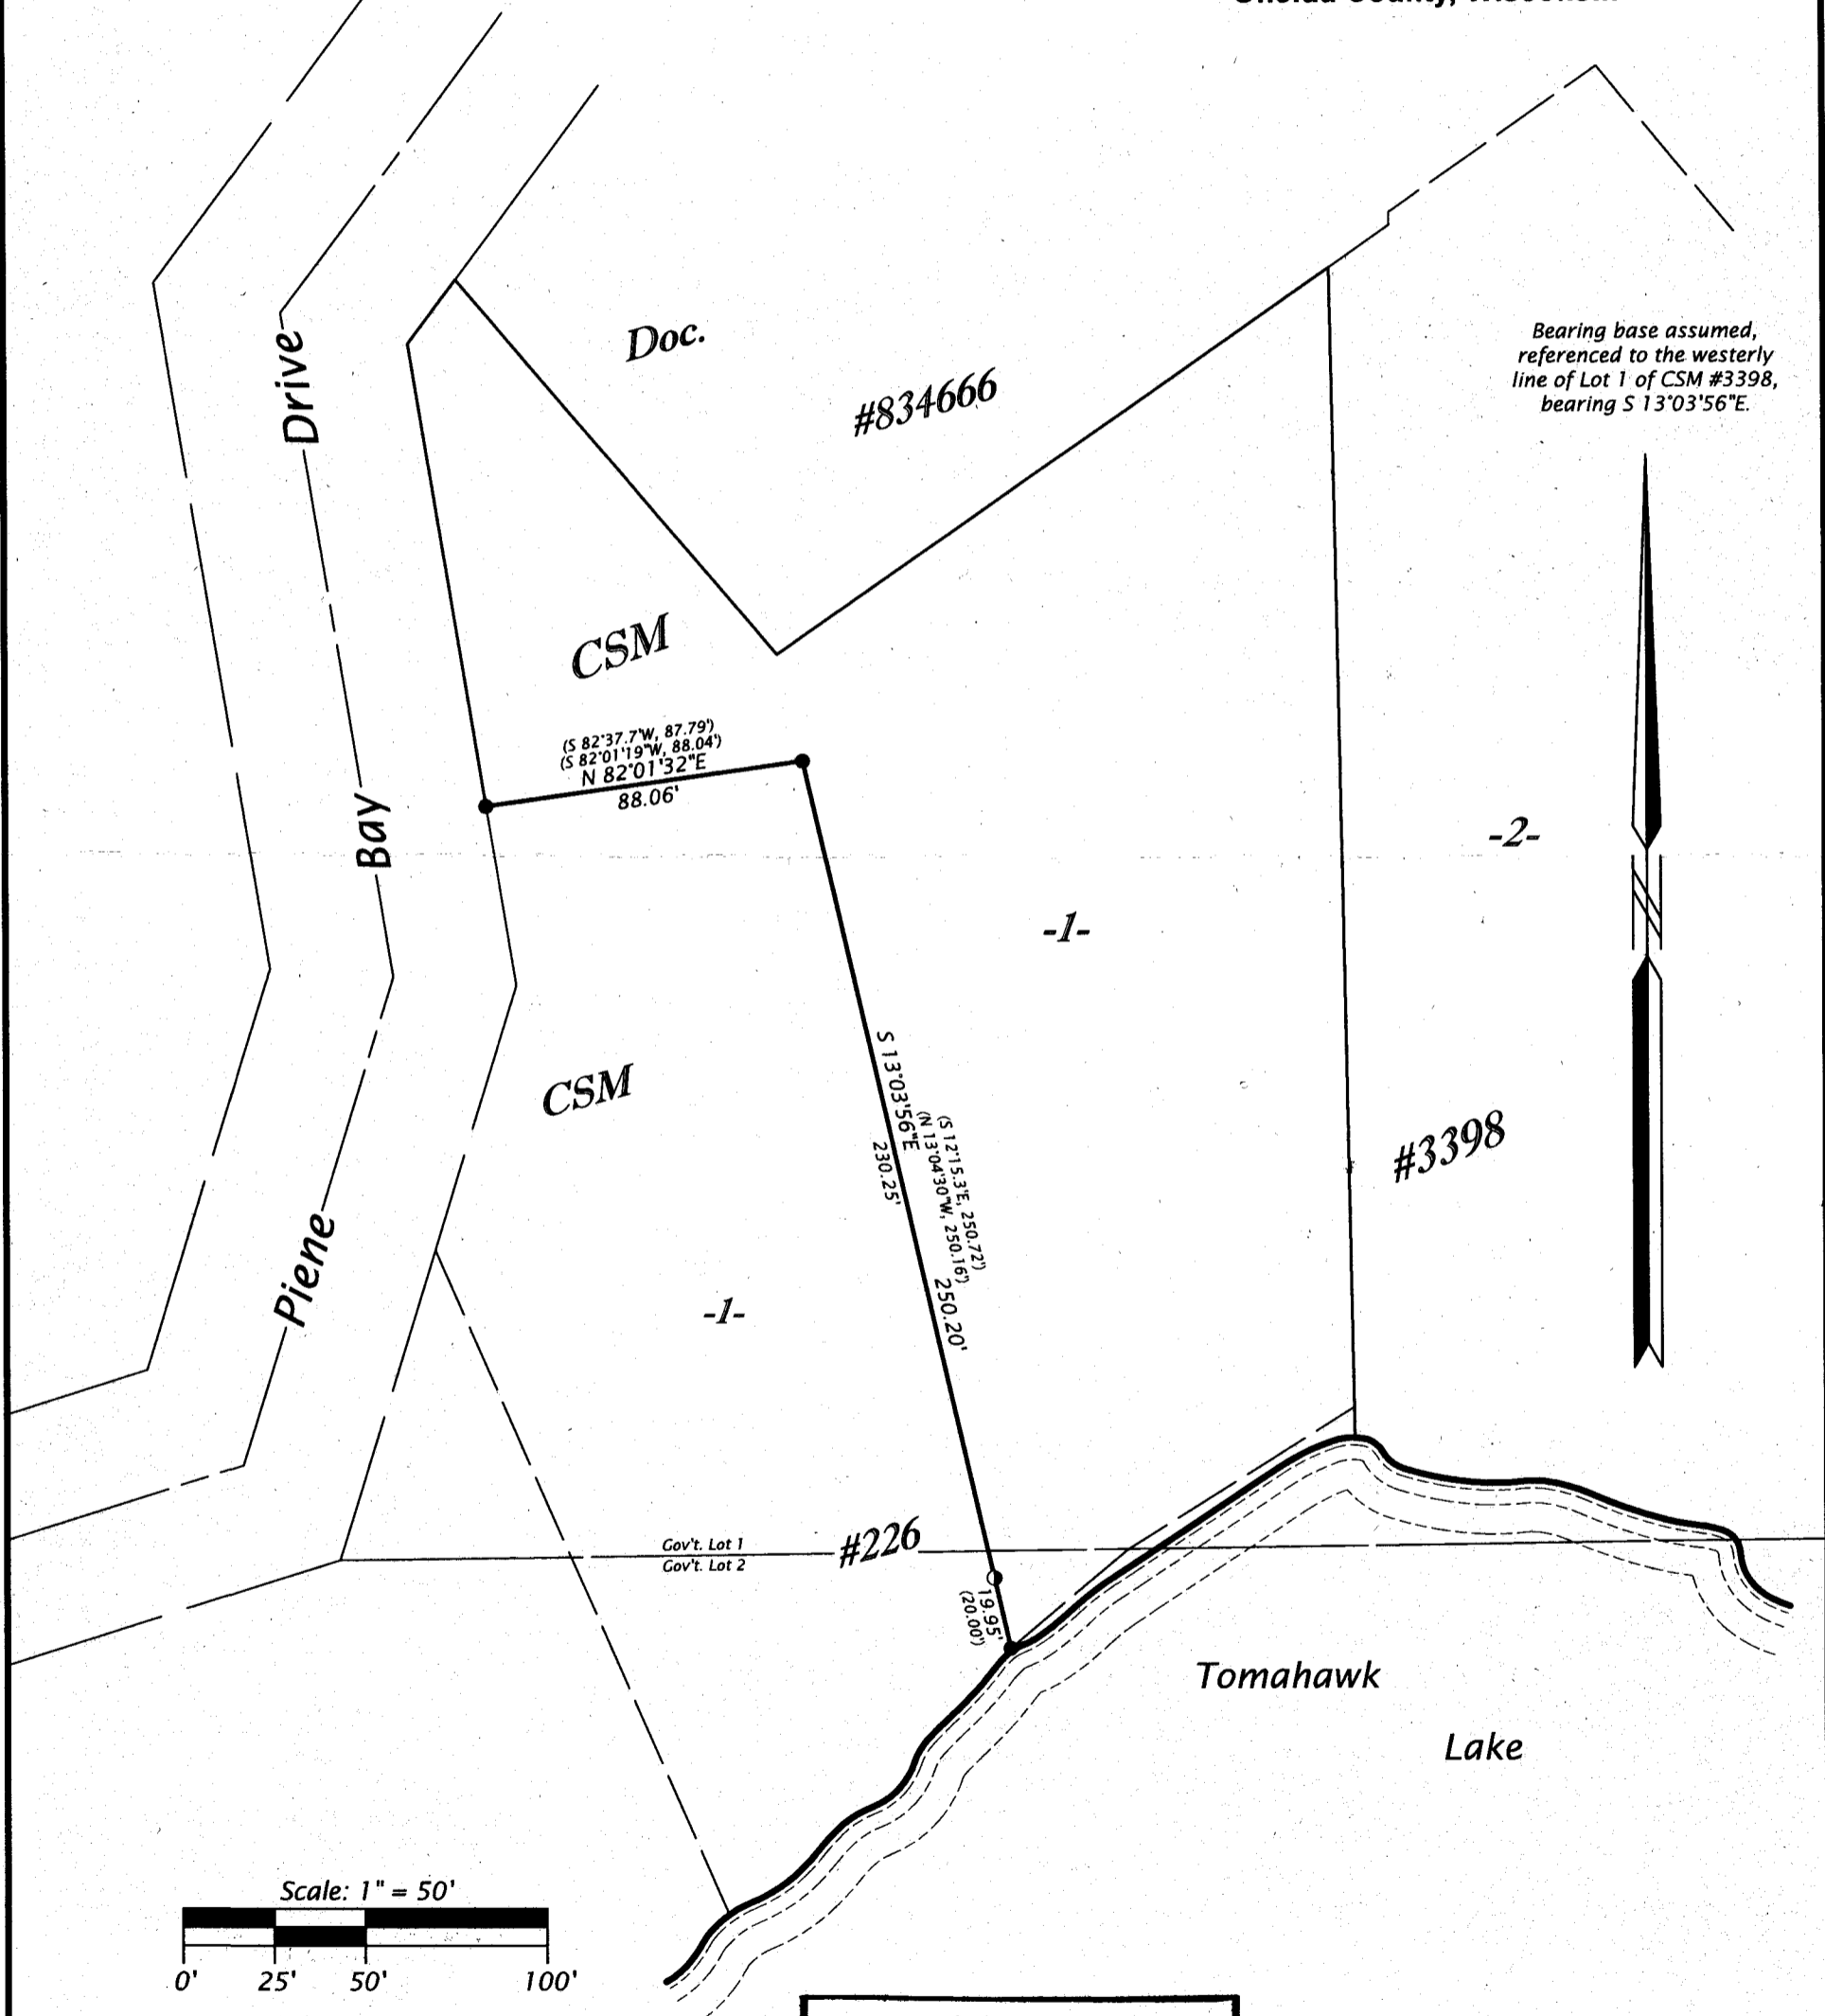 Bearing base assumed,
referenced to the westerly
line of Lot 1 of CSM #3398,
bearing S 13°03'56"E.
Doc.
#834666
Drive
CSM
(S 82°37.7'W, 87.79')
(S 82°01'19"W, 88.04')
N 82°01'32"E
88.06'
Bay
-2-
-1-
S 13°03'56"E
230.25'
(S 12°15.3'E, 250.72')
(N 13°04'30"W, 250.16')
250.20'
CSM
#3398
Piene
-1-
Gov't. Lot 1
Gov't. Lot 2
#226
19.95'
(20.00')
Tomahawk
Lake
Scale: 1" = 50'
0' 25' 50' 100'